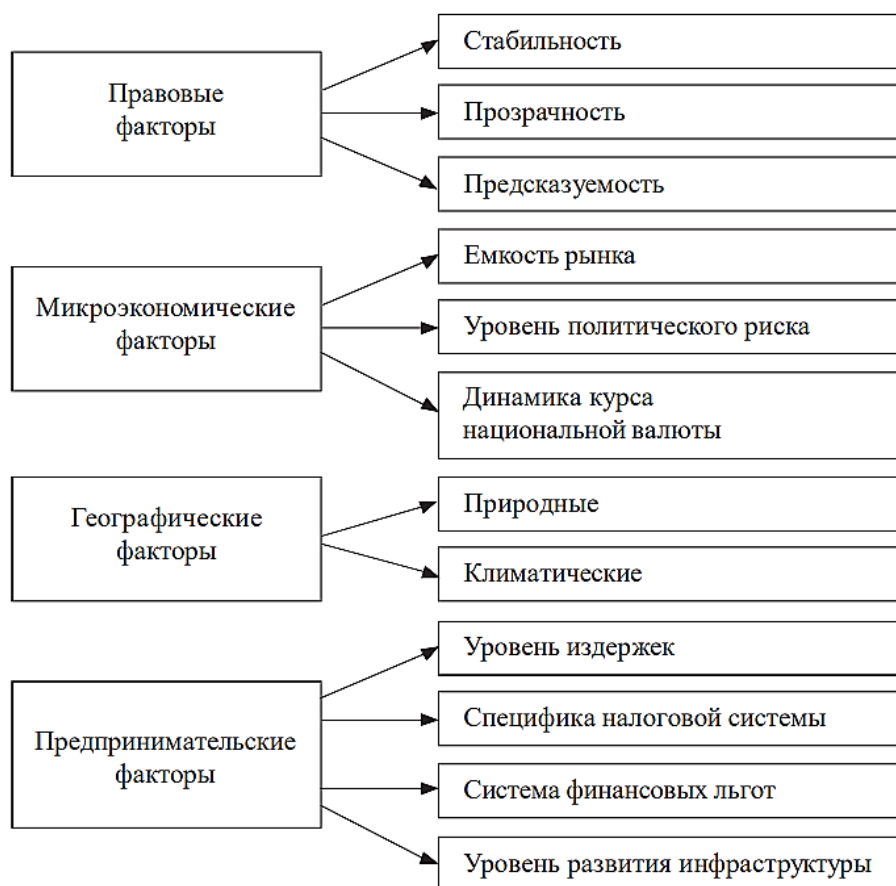 Правовые
факторы
Стабильность
Прозрачность
Предсказуемость
Микроэкономические
факторы
Емкость рынка
Уровень политического риска
Динамика курса
национальной валюты
Географические
факторы
Природные
Климатические
Предпринимательские
факторы
Уровень издержек
Специфика налоговой системы
Система финансовых льгот
Уровень развития инфраструктуры